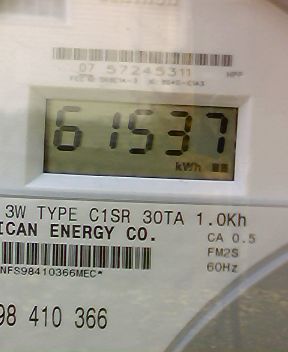 07 57245311
HPP
61537
kWh
3W TYPE C1SR 30TA 1.0Kh
ICAN ENERGY CO.
CA 0.5
FM2S
60Hz
NFS98410366MEC*
98 410 366